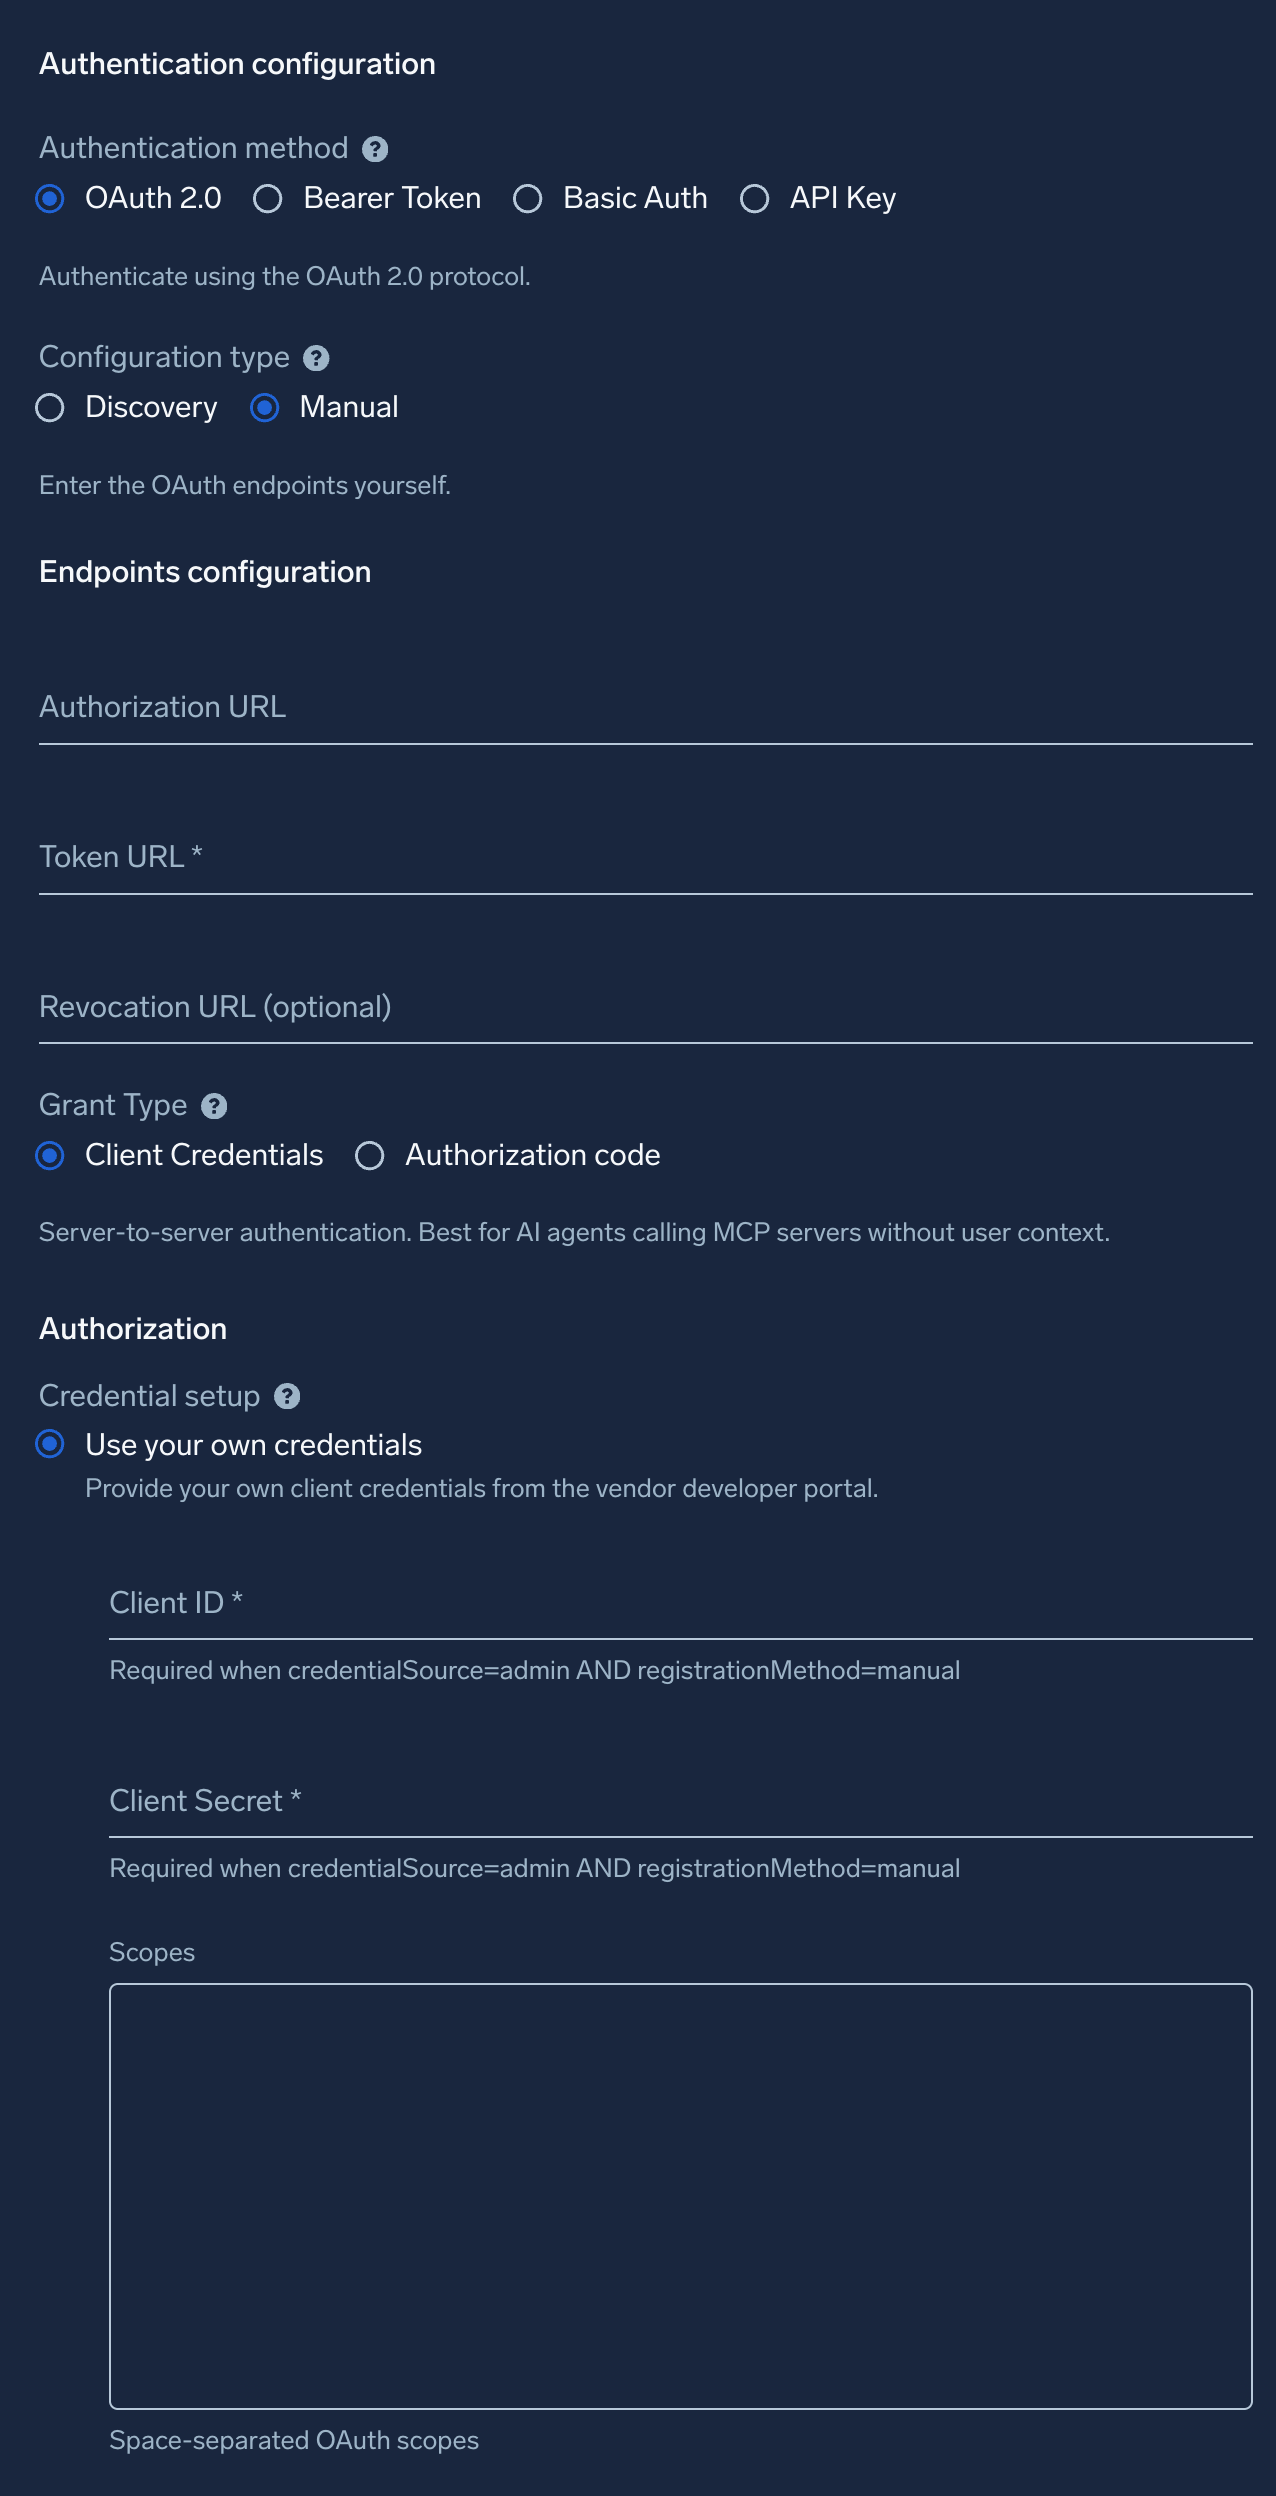 Authentication configuration
Authentication method ?
OAuth 2.0 Bearer Token Basic Auth API Key
Authenticate using the OAuth 2.0 protocol.
Configuration type ?
Discovery Manual
Enter the OAuth endpoints yourself.
Endpoints configuration
Authorization URL
Token URL *
Revocation URL (optional)
Grant Type ?
Client Credentials Authorization code
Server-to-server authentication. Best for AI agents calling MCP servers without user context.
Authorization
Credential setup ?
Use your own credentials
Provide your own client credentials from the vendor developer portal.
Client ID *
Required when credentialSource=admin AND registrationMethod=manual
Client Secret *
Required when credentialSource=admin AND registrationMethod=manual
Scopes
Space-separated OAuth scopes